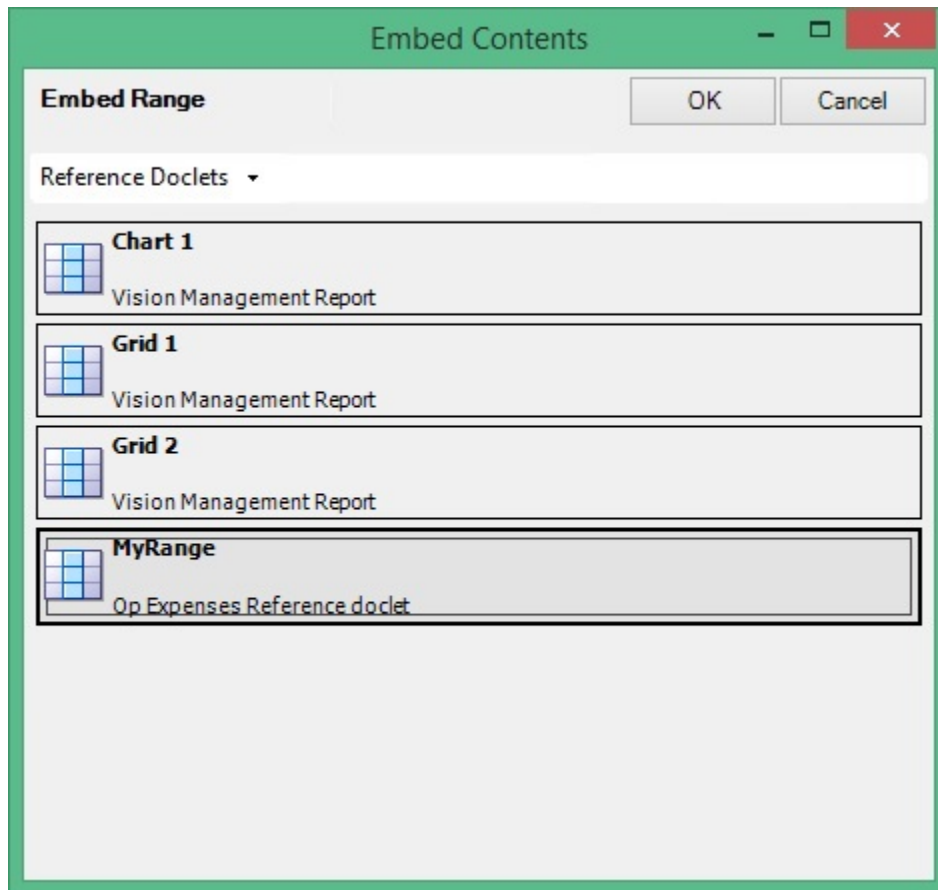 Embed Contents
Embed Range
OK
Cancel
Reference Doclets
Chart 1
Vision Management Report
Grid 1
Vision Management Report
Grid 2
Vision Management Report
MyRange
Op Expenses Reference doclet